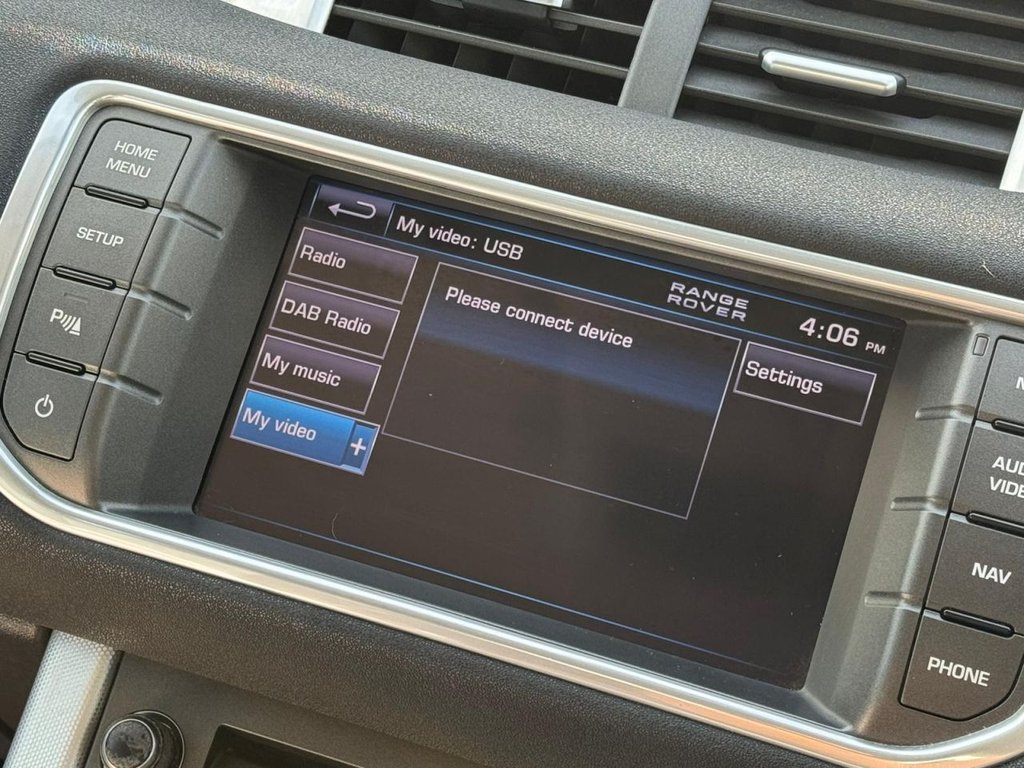 HOME
MENU
SETUP
P
My video: USB
RANGE
ROVER
4:06 PM
Radio
DAB Radio
My music
My video +
Please connect device
Settings
NAV
PHONE